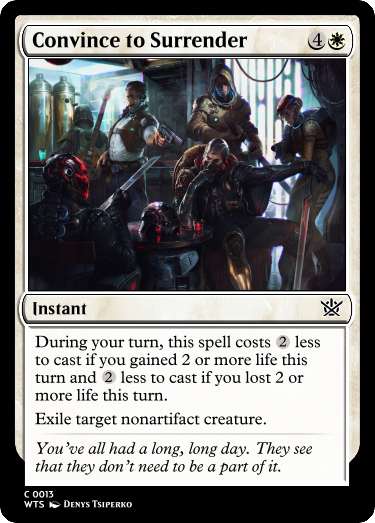 Convince to Surrender 4
Instant
During your turn, this spell costs 2 less
to cast if you gained 2 or more life this
turn and 2 less to cast if you lost 2 or
more life this turn.
Exile target nonartifact creature.
You've all had a long, long day. They see
that they don't need to be a part of it.
C 0013
WTS DENYS TSIPERKO